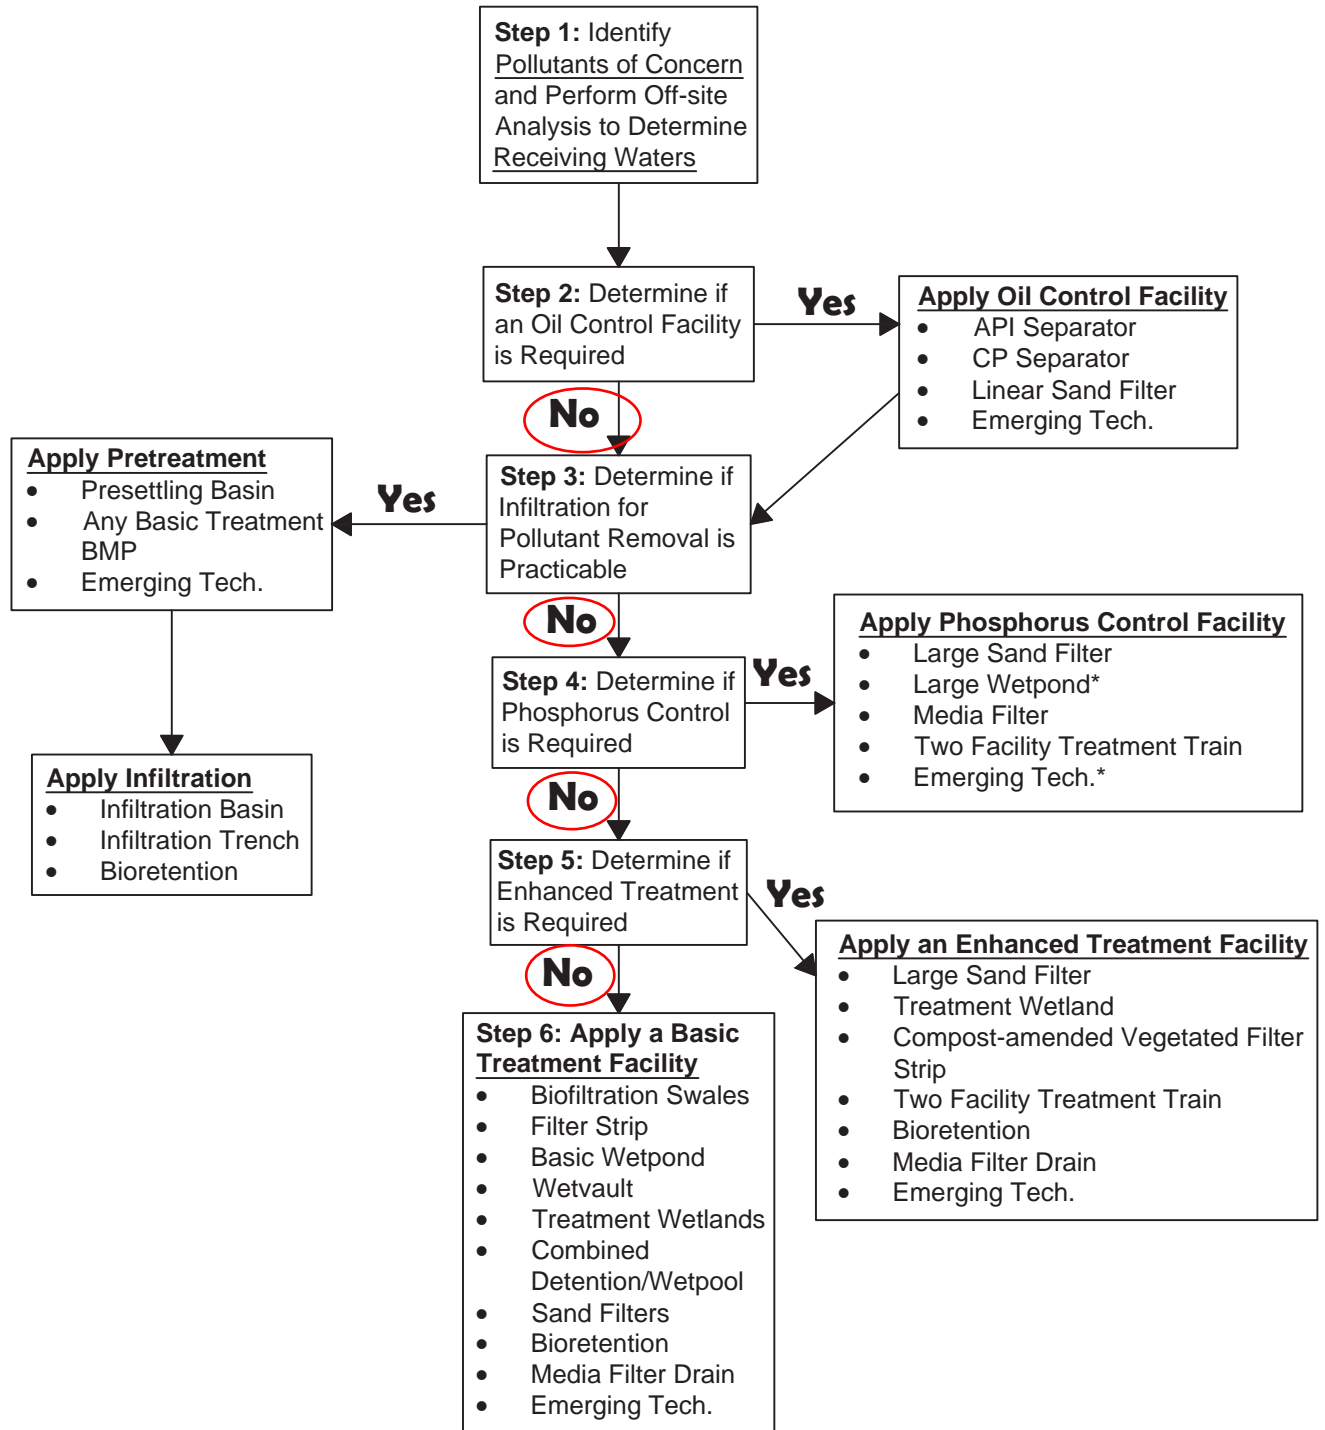 Step 1: Identify
Pollutants of Concern
and Perform Off-site
Analysis to Determine
Receiving Waters
Step 2: Determine if
an Oil Control Facility
is Required
Yes
Apply Oil Control Facility
• API Separator
• CP Separator
• Linear Sand Filter
• Emerging Tech.
No
Step 3: Determine if
Infiltration for
Pollutant Removal is
Practicable
Yes
Apply Pretreatment
• Presettling Basin
• Any Basic Treatment
BMP
• Emerging Tech.
Apply Infiltration
• Infiltration Basin
• Infiltration Trench
• Bioretention
No
Step 4: Determine if
Phosphorus Control
is Required
Yes
Apply Phosphorus Control Facility
• Large Sand Filter
• Large Wetpond*
• Media Filter
• Two Facility Treatment Train
• Emerging Tech.*
No
Step 5: Determine if
Enhanced Treatment
is Required
Yes
Apply an Enhanced Treatment Facility
• Large Sand Filter
• Treatment Wetland
• Compost-amended Vegetated Filter
Strip
• Two Facility Treatment Train
• Bioretention
• Media Filter Drain
• Emerging Tech.
No
Step 6: Apply a Basic
Treatment Facility
• Biofiltration Swales
• Filter Strip
• Basic Wetpond
• Wetvault
• Treatment Wetlands
• Combined
Detention/Wetpool
• Sand Filters
• Bioretention
• Media Filter Drain
• Emerging Tech.